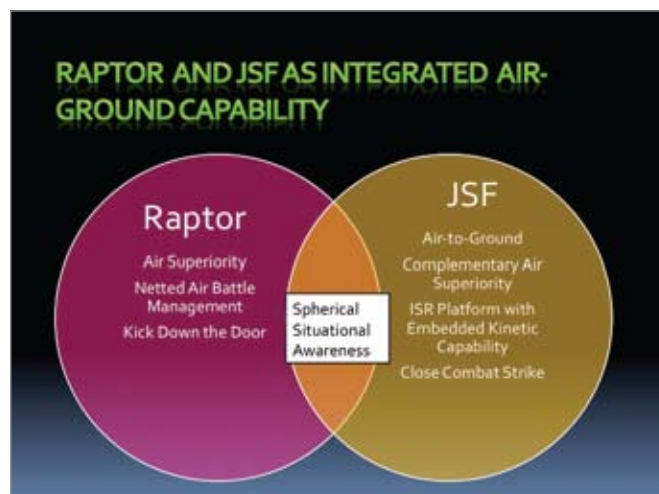 RAPTOR AND JSF AS INTEGRATED AIR-
GROUND CAPABILITY
Raptor
Air Superiority
Netted Air Battle
Management
Kick Down the Door
Spherical
Situational
Awareness
JSF
Air-to-Ground
Complementary Air
Superiority
ISR Platform with
Embedded Kinetic
Capability
Close Combat Strike